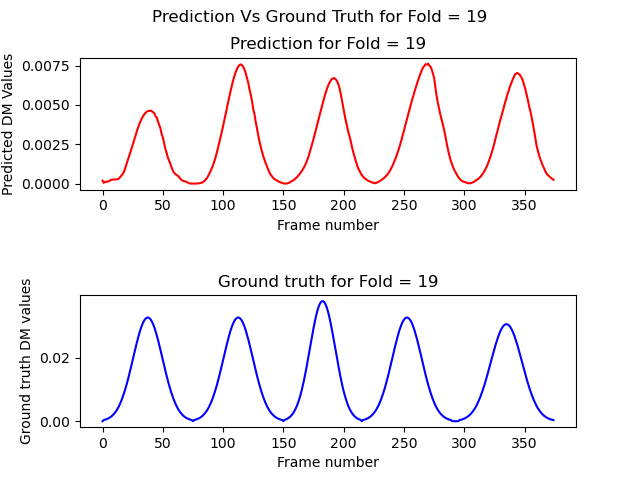 Prediction Vs Ground Truth for Fold = 19
Prediction for Fold = 19
Predicted DM Values
0.0075
0.0050
0.0025
0.0000
0 50 100 150 200 250 300 350
Frame number
Ground truth for Fold = 19
Ground truth DM values
0.02
0.00
0 50 100 150 200 250 300 350
Frame number